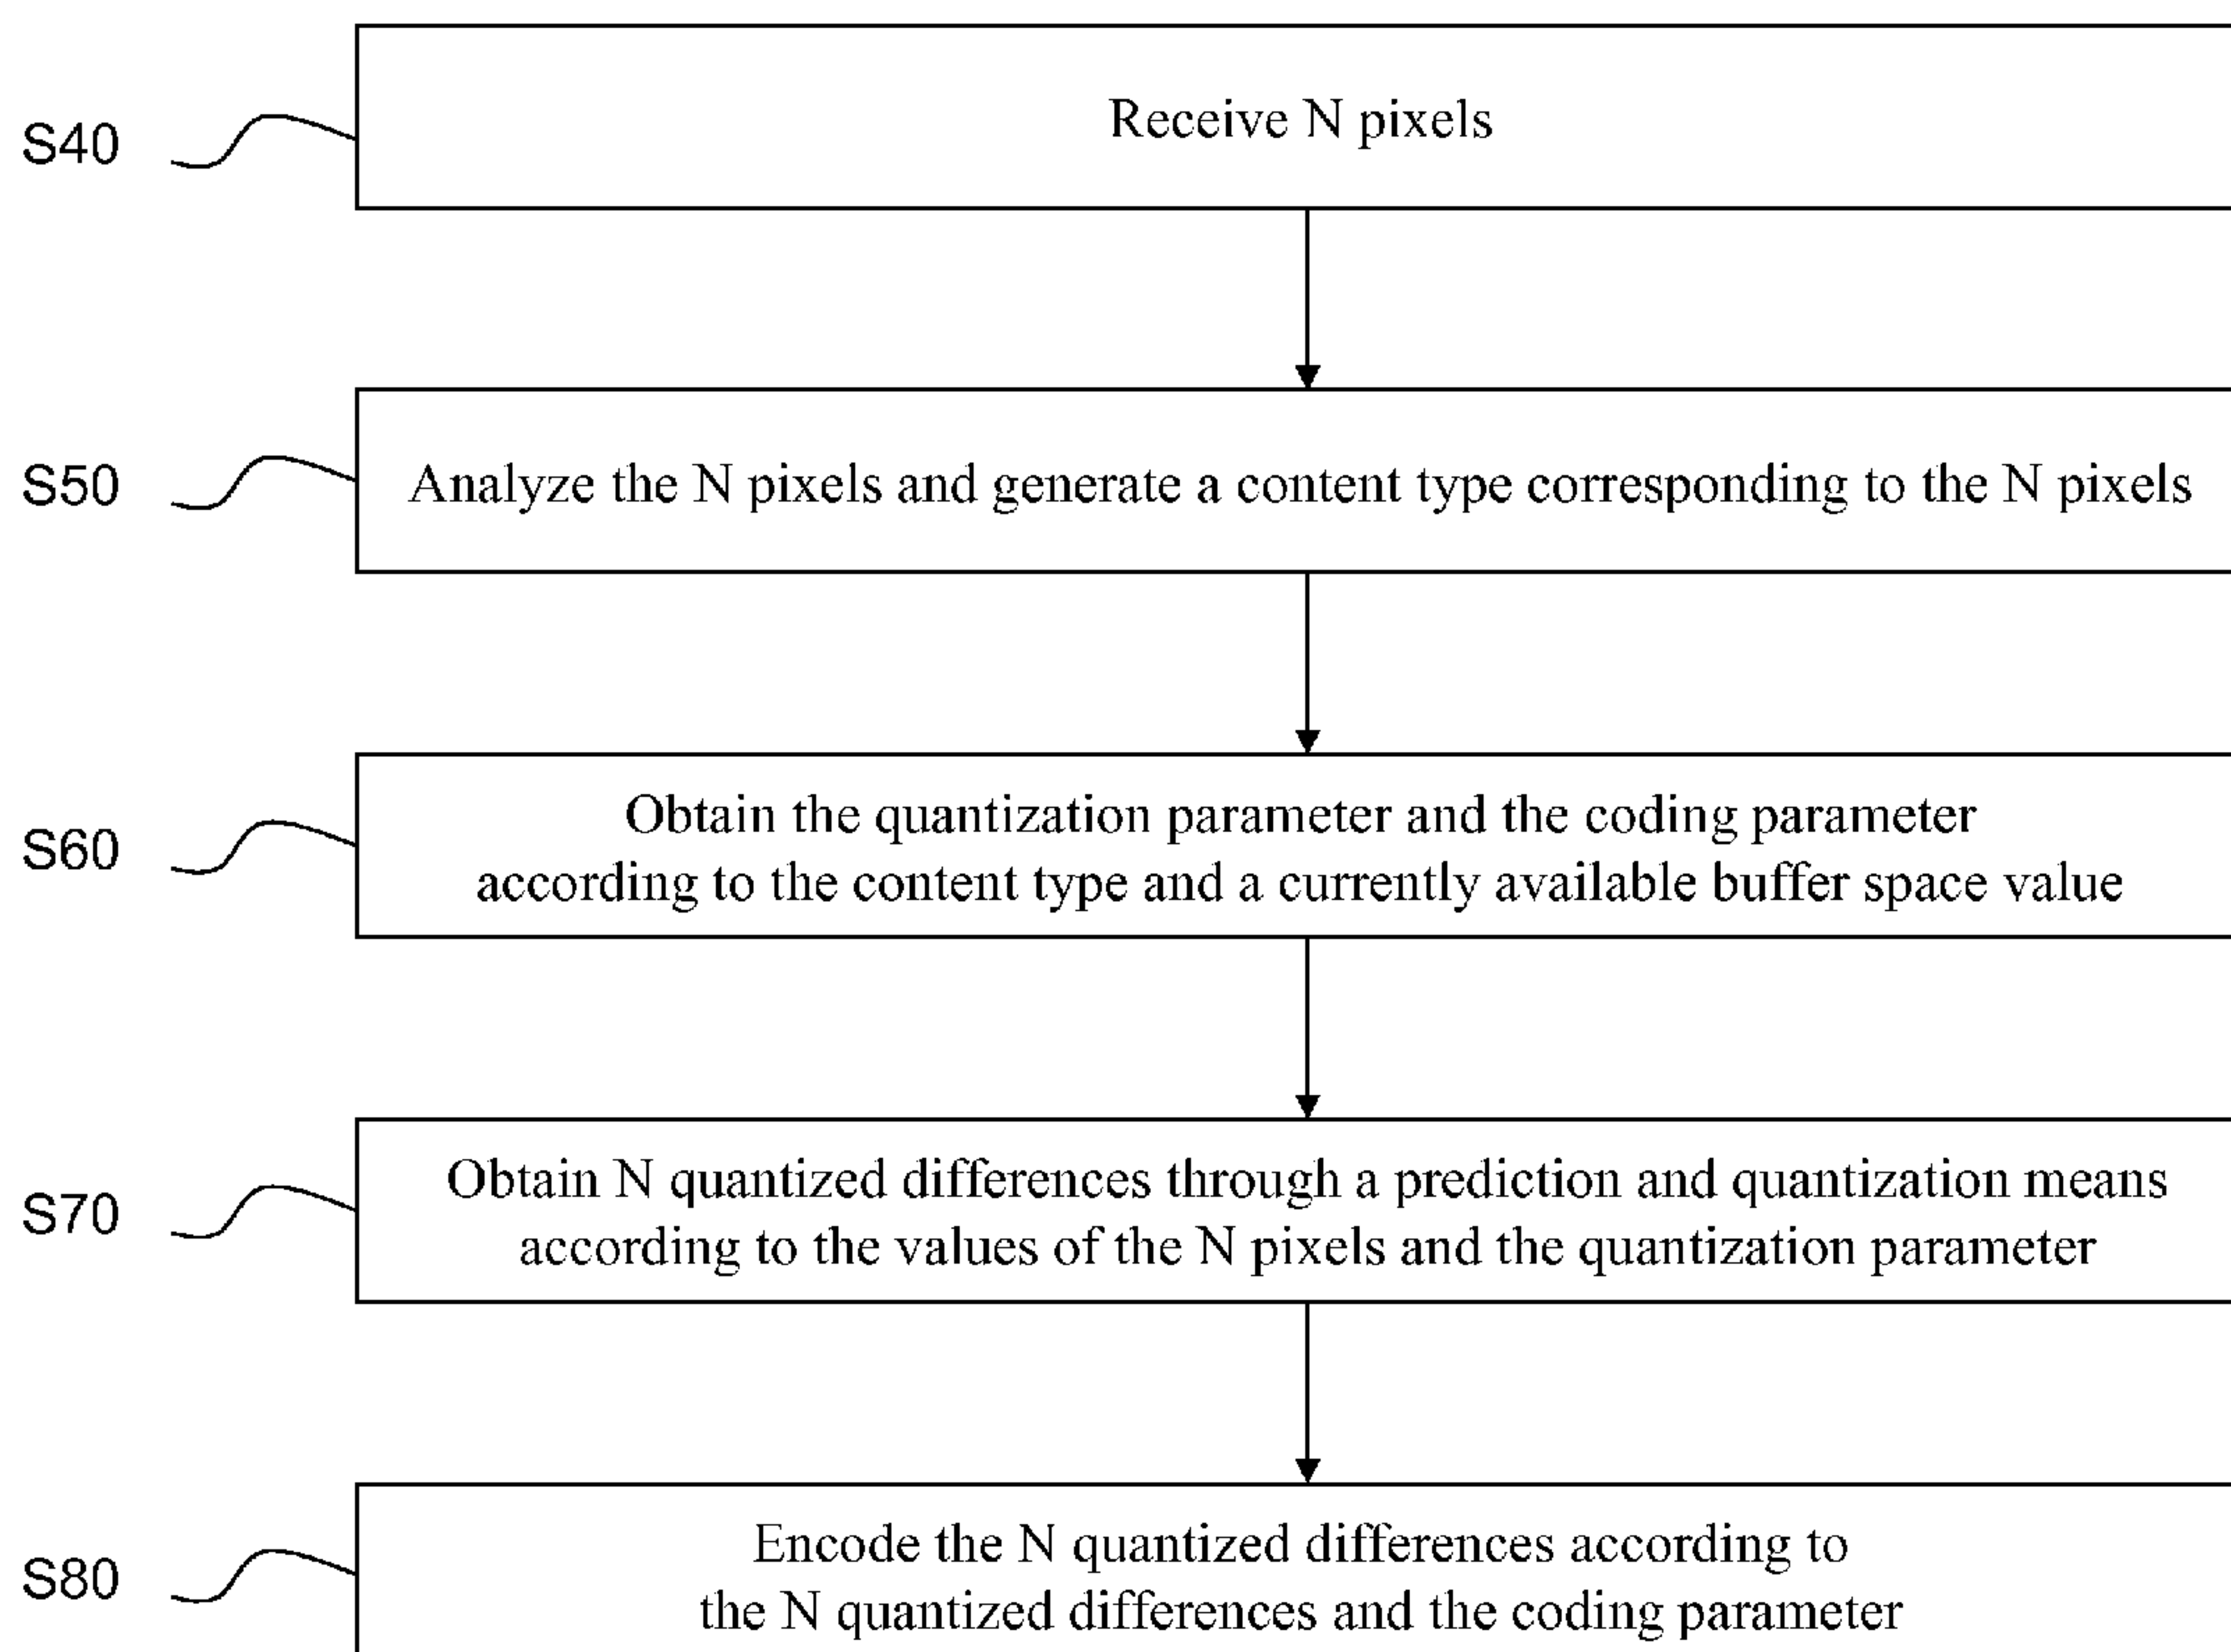 S40
Receive N pixels
S50
Analyze the N pixels and generate a content type corresponding to the N pixels
S60
Obtain the quantization parameter and the coding parameter
according to the content type and a currently available buffer space value
S70
Obtain N quantized differences through a prediction and quantization means
according to the values of the N pixels and the quantization parameter
S80
Encode the N quantized differences according to
the N quantized differences and the coding parameter